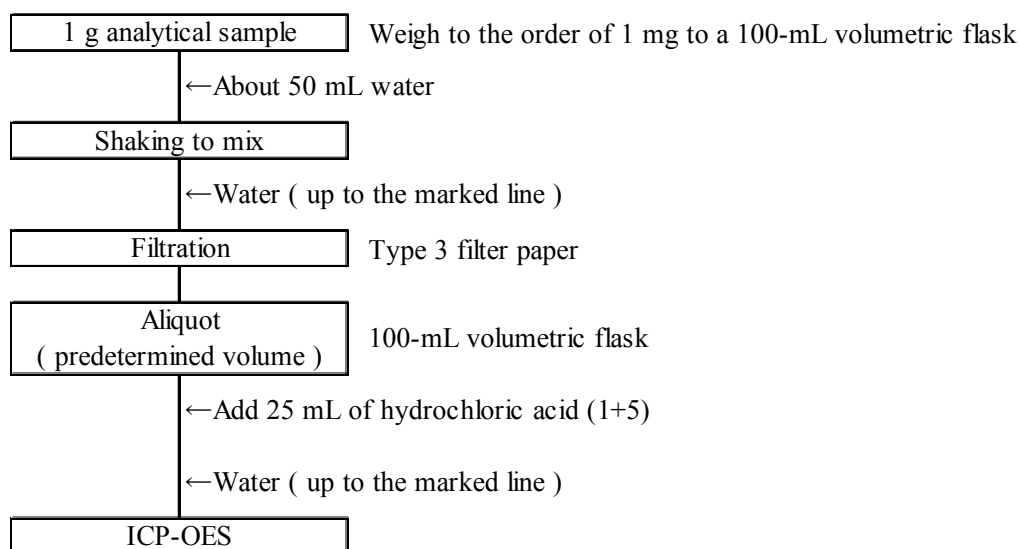 1 g analytical sample Weigh to the order of 1 mg to a 100-mL volumetric flask
←About 50 mL water
Shaking to mix
←Water ( up to the marked line )
Filtration Type 3 filter paper
Aliquot
( predetermined volume )
100-mL volumetric flask
←Add 25 mL of hydrochloric acid (1+5)
←Water ( up to the marked line )
ICP-OES